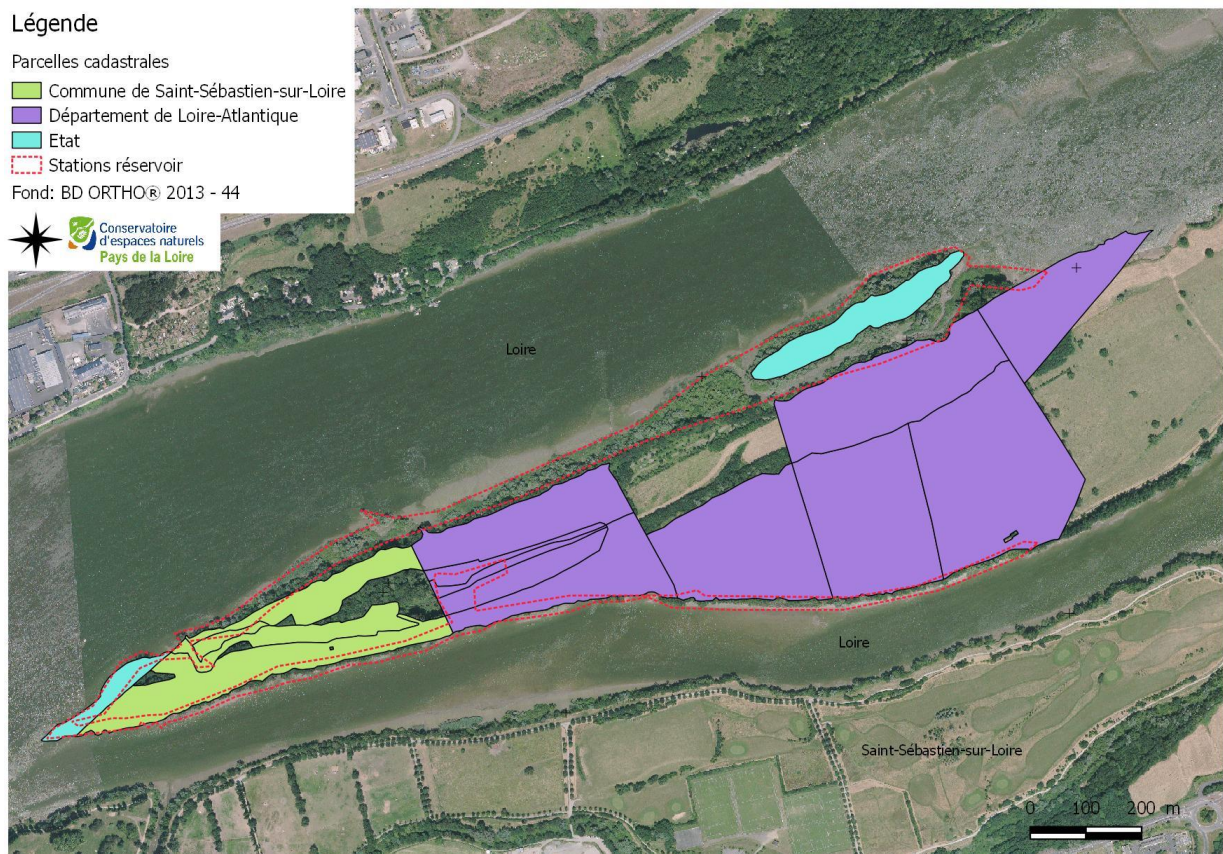 Légende
Parcelles cadastrales
Commune de Saint-Sébastien-sur-Loire
Département de Loire-Atlantique
Etat
Stations réservoir
Fond: BD ORTHO® 2013 - 44
Conservatoire
d'espaces naturels
Pays de la Loire
Loire
Loire
Saint-Sébastien-sur-Loire
0 100 200 m